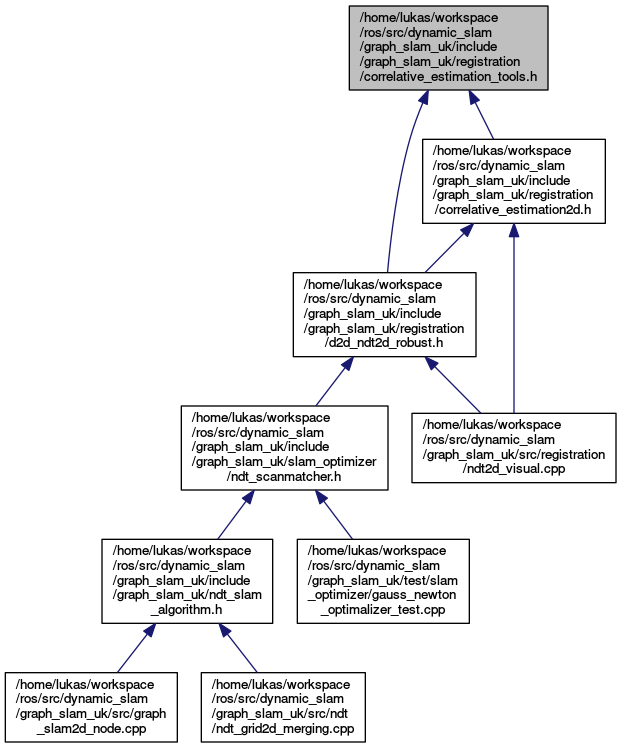 /home/lukas/workspace
/ros/src/dynamic_slam
/graph_slam_uk/include
/graph_slam_uk/registration
/correlative_estimation_tools.h
/home/lukas/workspace
/ros/src/dynamic_slam
/graph_slam_uk/include
/graph_slam_uk/registration
/correlative_estimation2d.h
/home/lukas/workspace
/ros/src/dynamic_slam
/graph_slam_uk/include
/graph_slam_uk/registration
/d2d_ndt2d_robust.h
/home/lukas/workspace
/ros/src/dynamic_slam
/graph_slam_uk/include
/graph_slam_uk/slam_optimizer
/ndt_scanmatcher.h
/home/lukas/workspace
/ros/src/dynamic_slam
/graph_slam_uk/src/registration
/ndt2d_visual.cpp
/home/lukas/workspace
/ros/src/dynamic_slam
/graph_slam_uk/include
/graph_slam_uk/ndt_slam
_algorithm.h
/home/lukas/workspace
/ros/src/dynamic_slam
/graph_slam_uk/test/slam
_optimizer/gauss_newton
_optimalizer_test.cpp
/home/lukas/workspace
/ros/src/dynamic_slam
/graph_slam_uk/src/graph
_slam2d_node.cpp
/home/lukas/workspace
/ros/src/dynamic_slam
/graph_slam_uk/src/ndt
/ndt_grid2d_merging.cpp